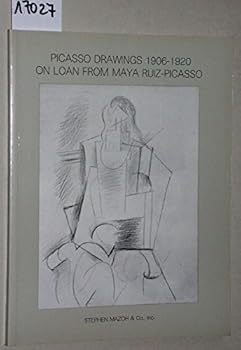 17027
PICASSO DRAWINGS 1906-1920
ON LOAN FROM MAYA RUIZ-PICASSO
STEPHEN MAZOH & Co., Inc.